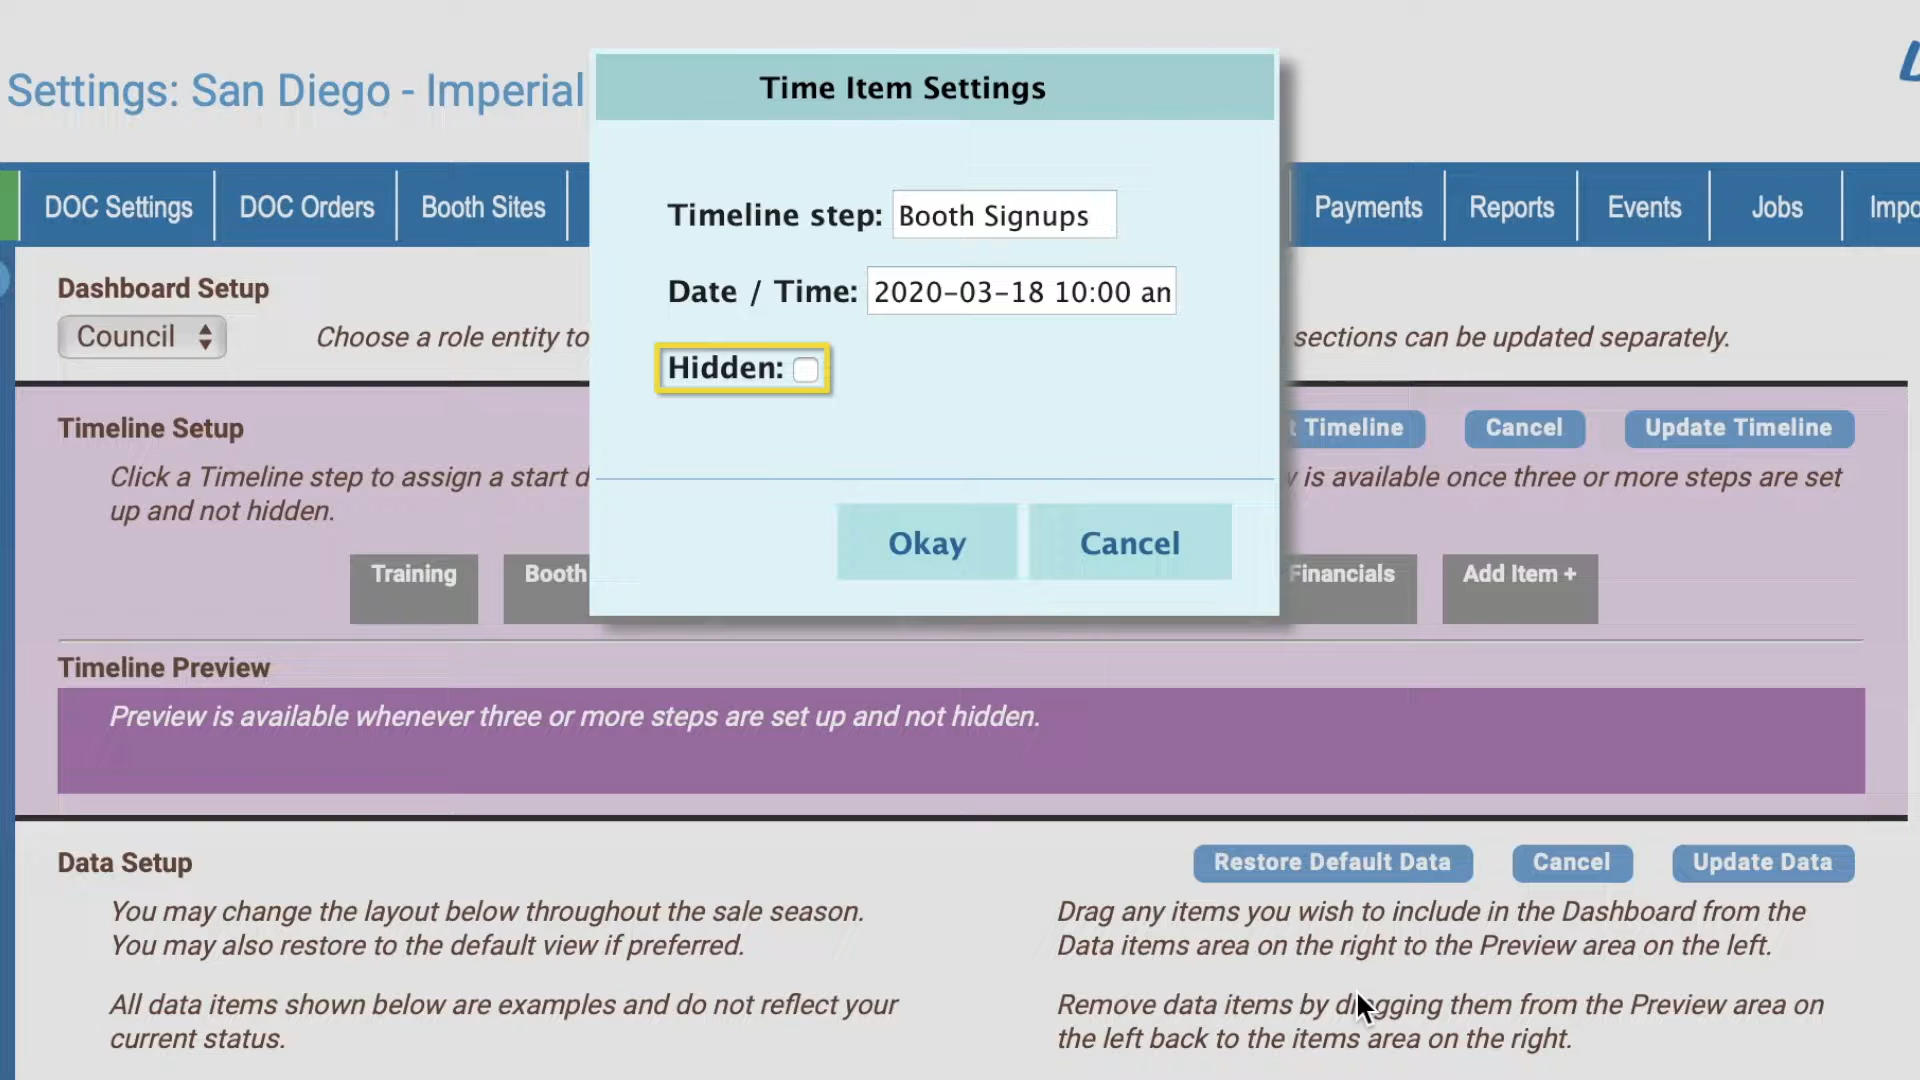 Settings: San Diego - Imperial
Time Item Settings
DOC Settings DOC Orders Booth Sites Payments Reports Events Jobs
Timeline step: Booth Signups
Date / Time: 2020-03-18 10:00 an
Hidden:
Okay Cancel
Dashboard Setup
Council Choose a role entity to sections can be updated separately.
Timeline Setup Timeline Cancel Update Timeline
Click a Timeline step to assign a start d is available once three or more steps are set
up and not hidden.
Training Booth Financials Add Item +
Timeline Preview
Preview is available whenever three or more steps are set up and not hidden.
Data Setup Restore Default Data Cancel Update Data
You may change the layout below throughout the sale season.
You may also restore to the default view if preferred.
All data items shown below are examples and do not reflect your
current status.
Drag any items you wish to include in the Dashboard from the
Data items area on the right to the Preview area on the left.
Remove data items by dragging them from the Preview area on
the left back to the items area on the right.